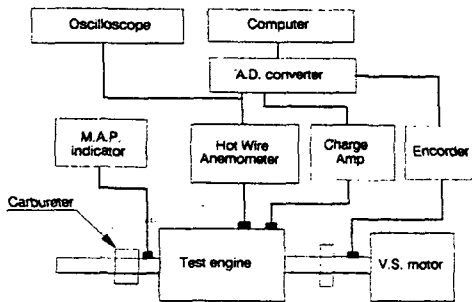 Oscilloscope
Computer
A.D. converter
M.A.P.
indicator
Hot Wire
Anemometer
Charge
Amp
Encorder
Carbureter
Test engine
V.S. motor